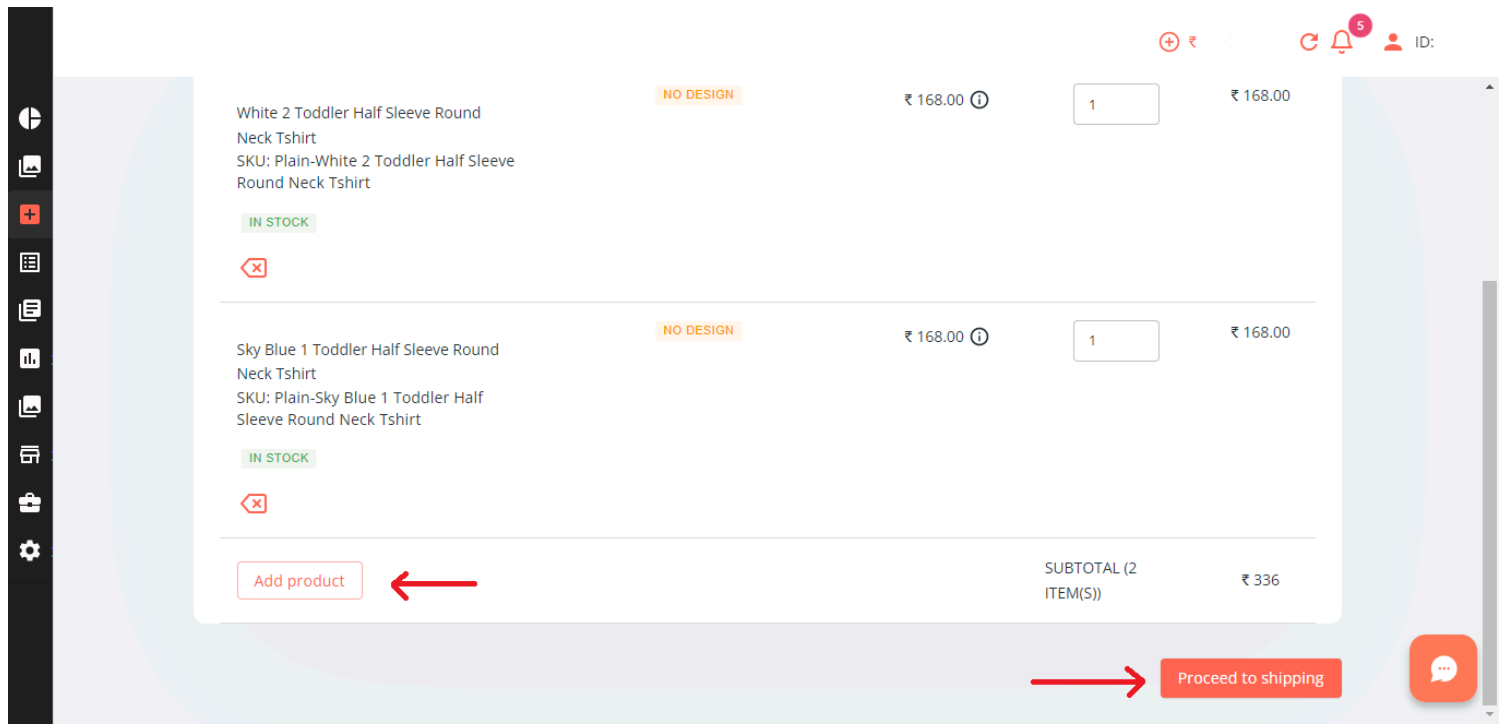 5
₹
ID:
White 2 Toddler Half Sleeve Round
Neck Tshirt
SKU: Plain-White 2 Toddler Half Sleeve
Round Neck Tshirt
NO DESIGN
₹ 168.00
1
₹ 168.00
IN STOCK
Sky Blue 1 Toddler Half Sleeve Round
Neck Tshirt
SKU: Plain-Sky Blue 1 Toddler Half
Sleeve Round Neck Tshirt
NO DESIGN
₹ 168.00
1
₹ 168.00
IN STOCK
Add product
SUBTOTAL (2
ITEM(S))
₹ 336
Proceed to shipping